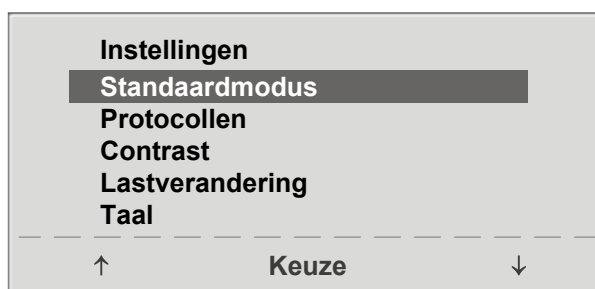 Instellingen
Standaardmodus
Protocollen
Contrast
Lastverandering
Taal
↑ Keuze ↓